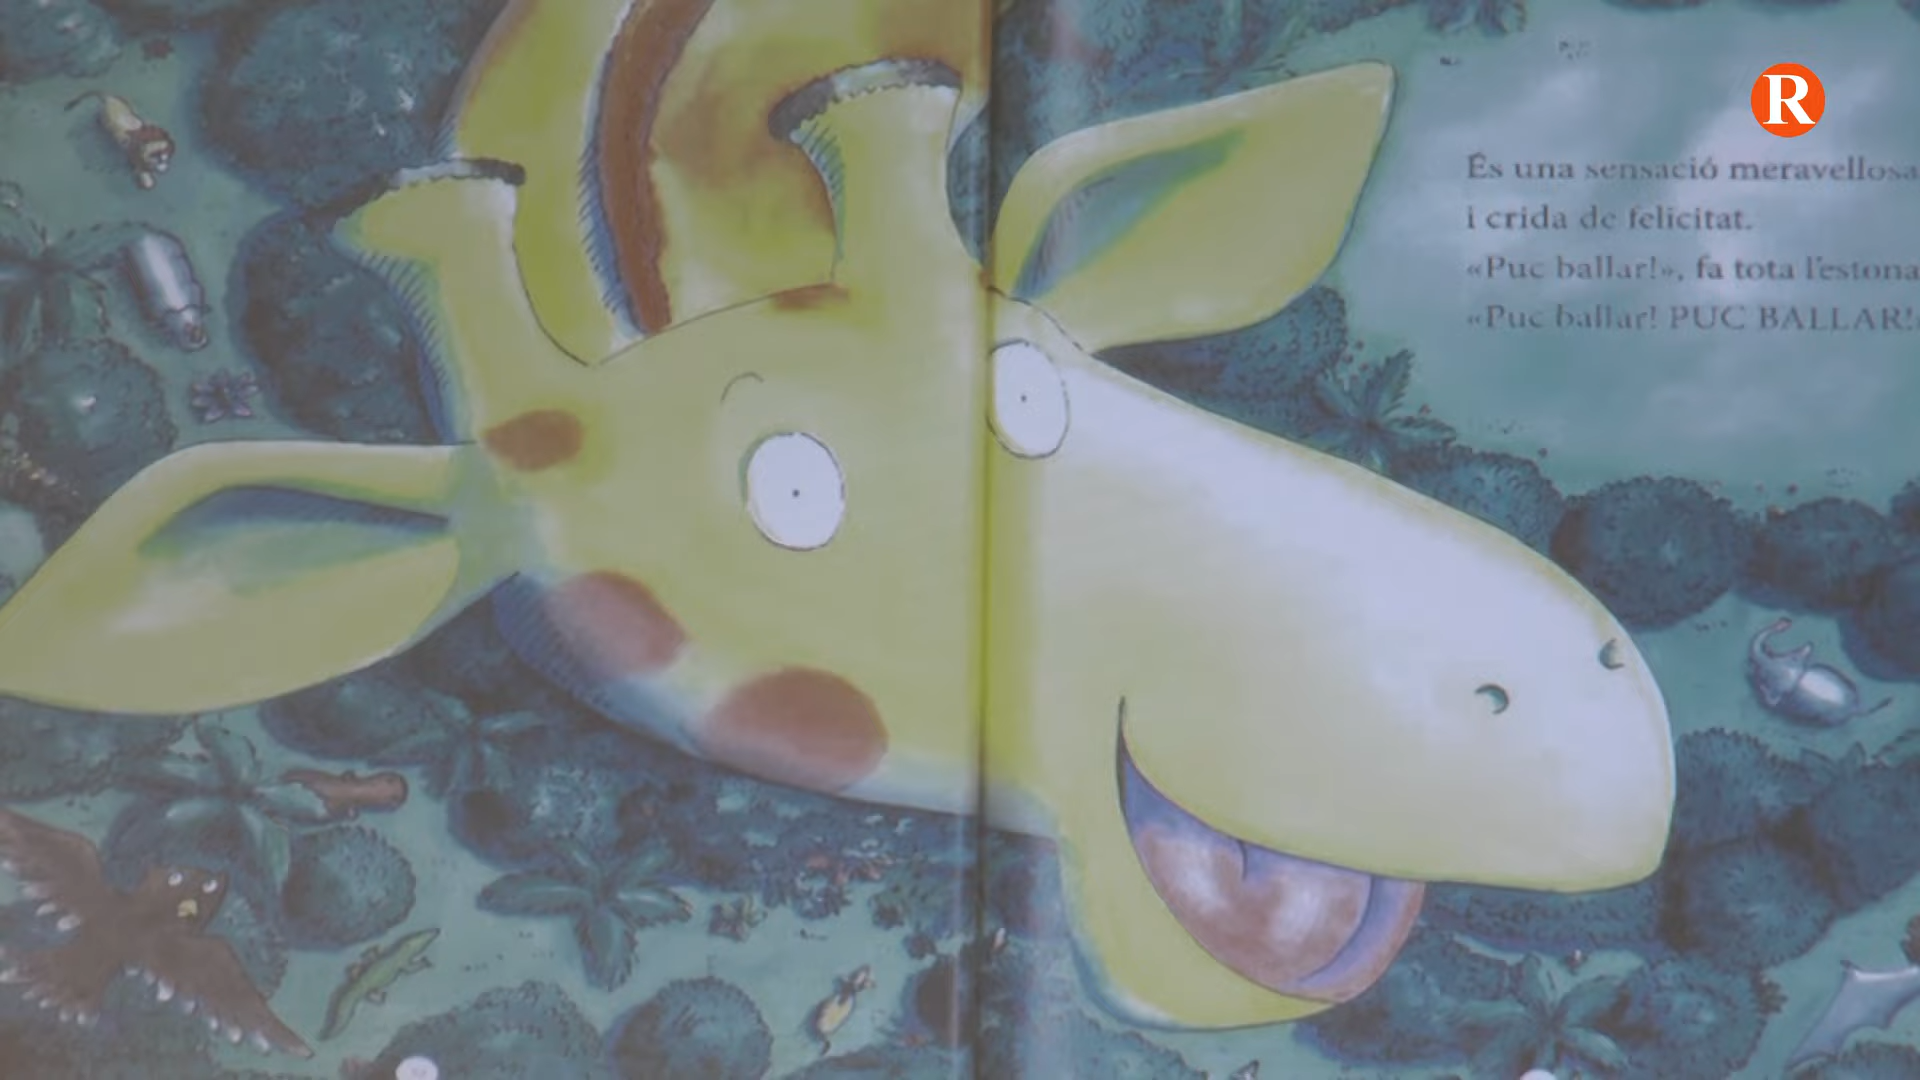 R
És una sensació meravellosa
i crida de felicitat.
«Puc ballar!», fa tota l'estona
«Puc ballar! PUC BALLAR!»